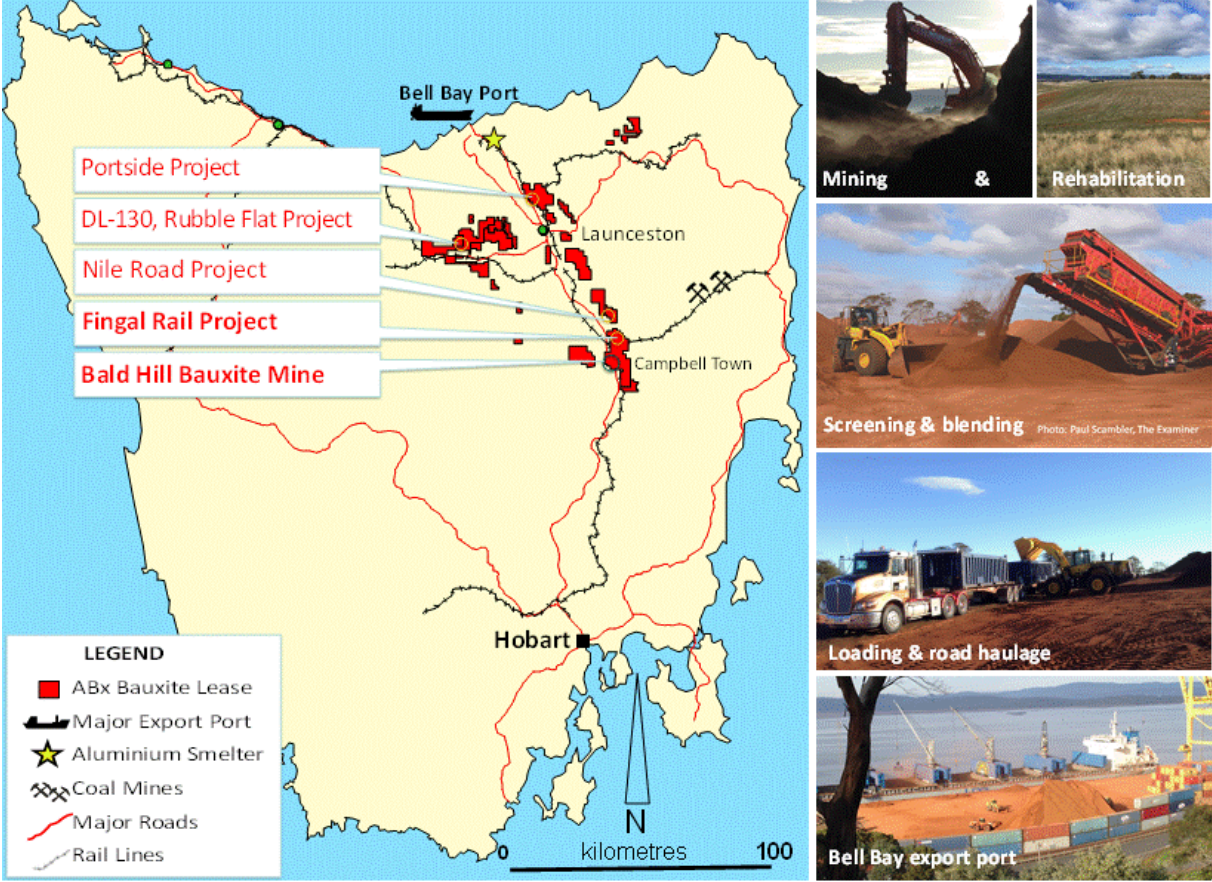 Bell Bay Port
Portside Project
DL-130, Rubble Flat Project
Launceston
Nile Road Project
Fingal Rail Project
Campbell Town
Bald Hill Bauxite Mine
Hobart
LEGEND
ABx Bauxite Lease
Major Export Port
Aluminium Smelter
Coal Mines
Major Roads
Rail Lines
N
0 kilometres 100
Mining & Rehabilitation
Screening & blending Photo: Paul Scambler, The Examiner
Loading & road haulage
Bell Bay export port